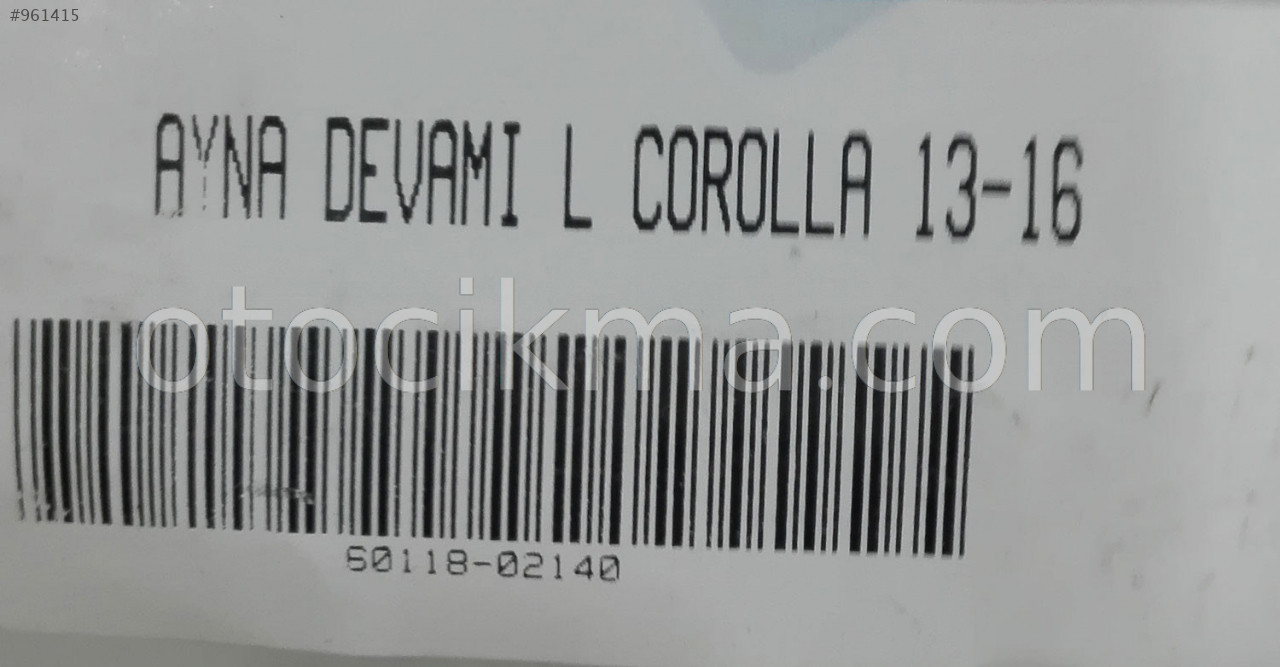 #961415
AYNA DEVAMI L COROLLA 13-16
otocikma.com
60118-02140